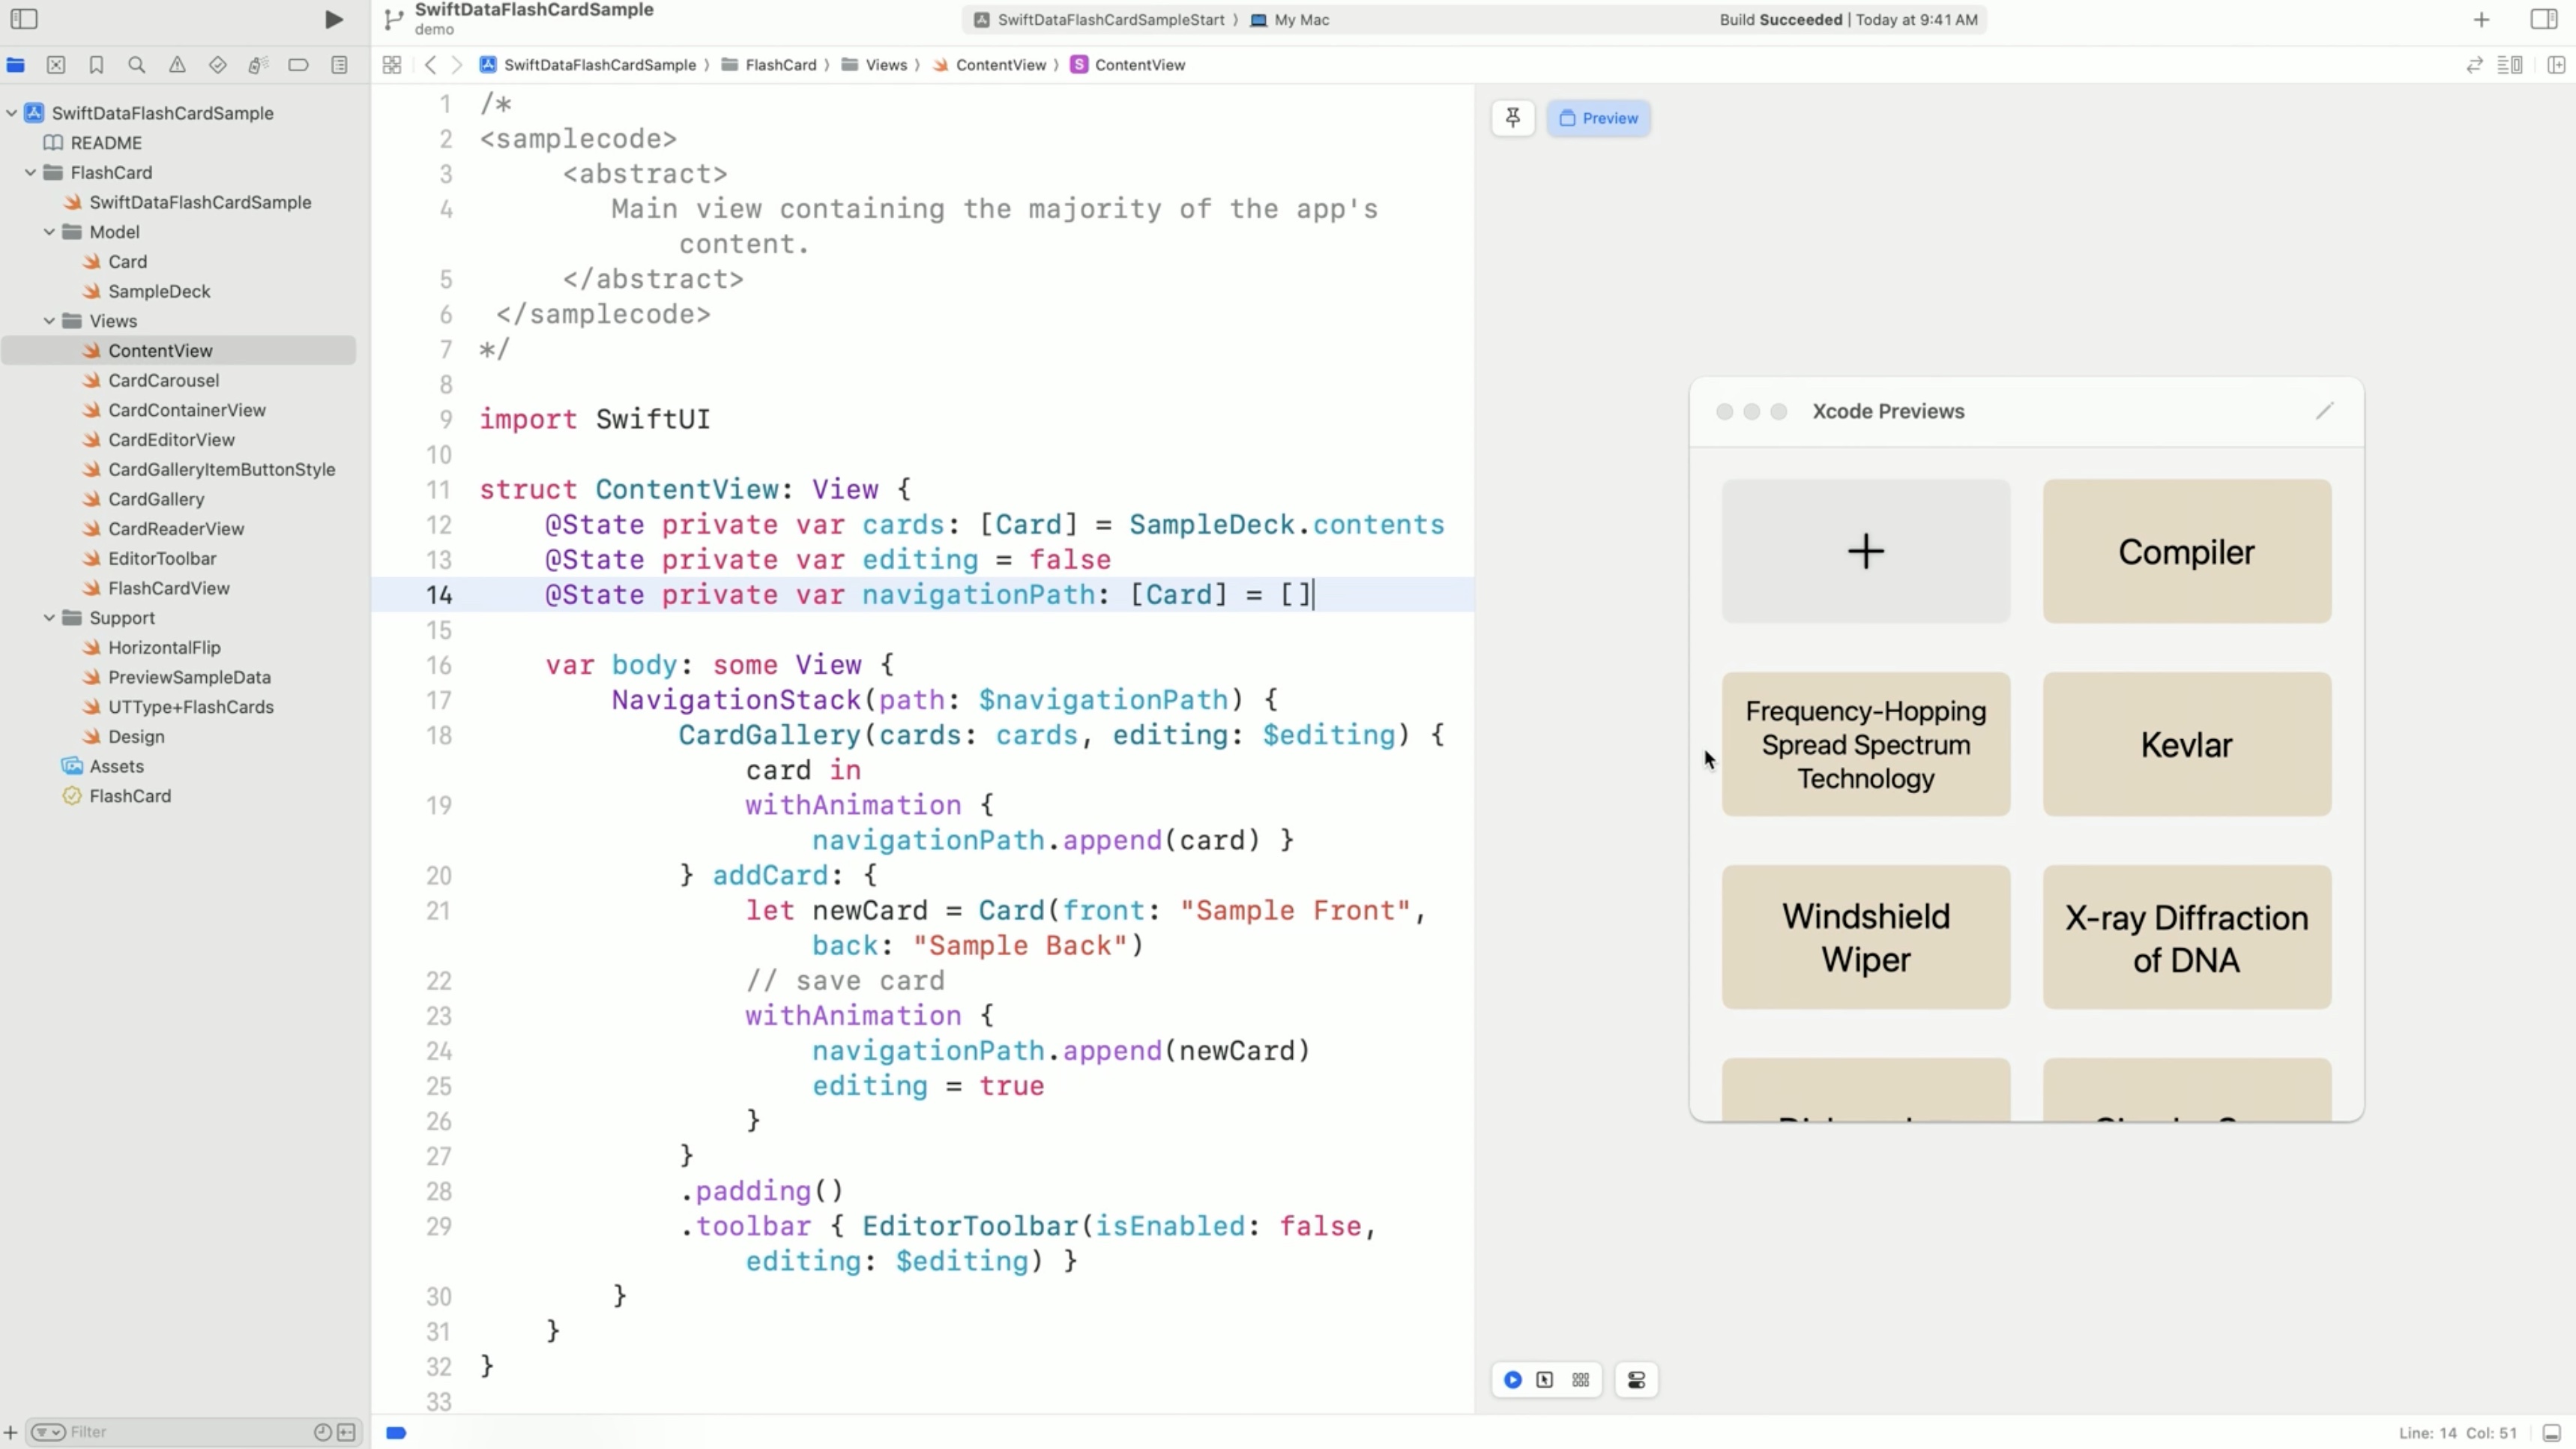 SwiftDataFlashCardSample
demo
SwiftDataFlashCardSampleStart 〉 My Mac
Build Succeeded | Today at 9:41 AM
SwiftDataFlashCardSample 〉 FlashCard 〉 Views 〉 ContentView 〉 S ContentView
SwiftDataFlashCardSample
README
FlashCard
SwiftDataFlashCardSample
Model
Card
SampleDeck
Views
ContentView
CardCarousel
CardContainerView
CardEditorView
CardGalleryItemButtonStyle
CardGallery
CardReaderView
EditorToolbar
FlashCardView
Support
HorizontalFlip
PreviewSampleData
UTType+FlashCards
Design
Assets
FlashCard
Filter
1 /*
2 <samplecode>
3 <abstract>
4 Main view containing the majority of the app's
content.
5 </abstract>
6 </samplecode>
7 */
8
9 import SwiftUI
10
11 struct ContentView: View {
12 @State private var cards: [Card] = SampleDeck.contents
13 @State private var editing = false
14 @State private var navigationPath: [Card] = []
15
16 var body: some View {
17 NavigationStack(path: $navigationPath) {
18 CardGallery(cards: cards, editing: $editing) {
card in
19 withAnimation {
navigationPath.append(card) }
20 } addCard: {
21 let newCard = Card(front: "Sample Front",
back: "Sample Back")
22 // save card
23 withAnimation {
24 navigationPath.append(newCard)
25 editing = true
26 }
27 }
28 .padding()
29 .toolbar { EditorToolbar(isEnabled: false,
editing: $editing) }
30 }
31 }
32 }
33
Preview
Xcode Previews
+
Compiler
Frequency-Hopping
Spread Spectrum
Technology
Kevlar
Windshield
Wiper
X-ray Diffraction
of DNA
Line: 14 Col: 51